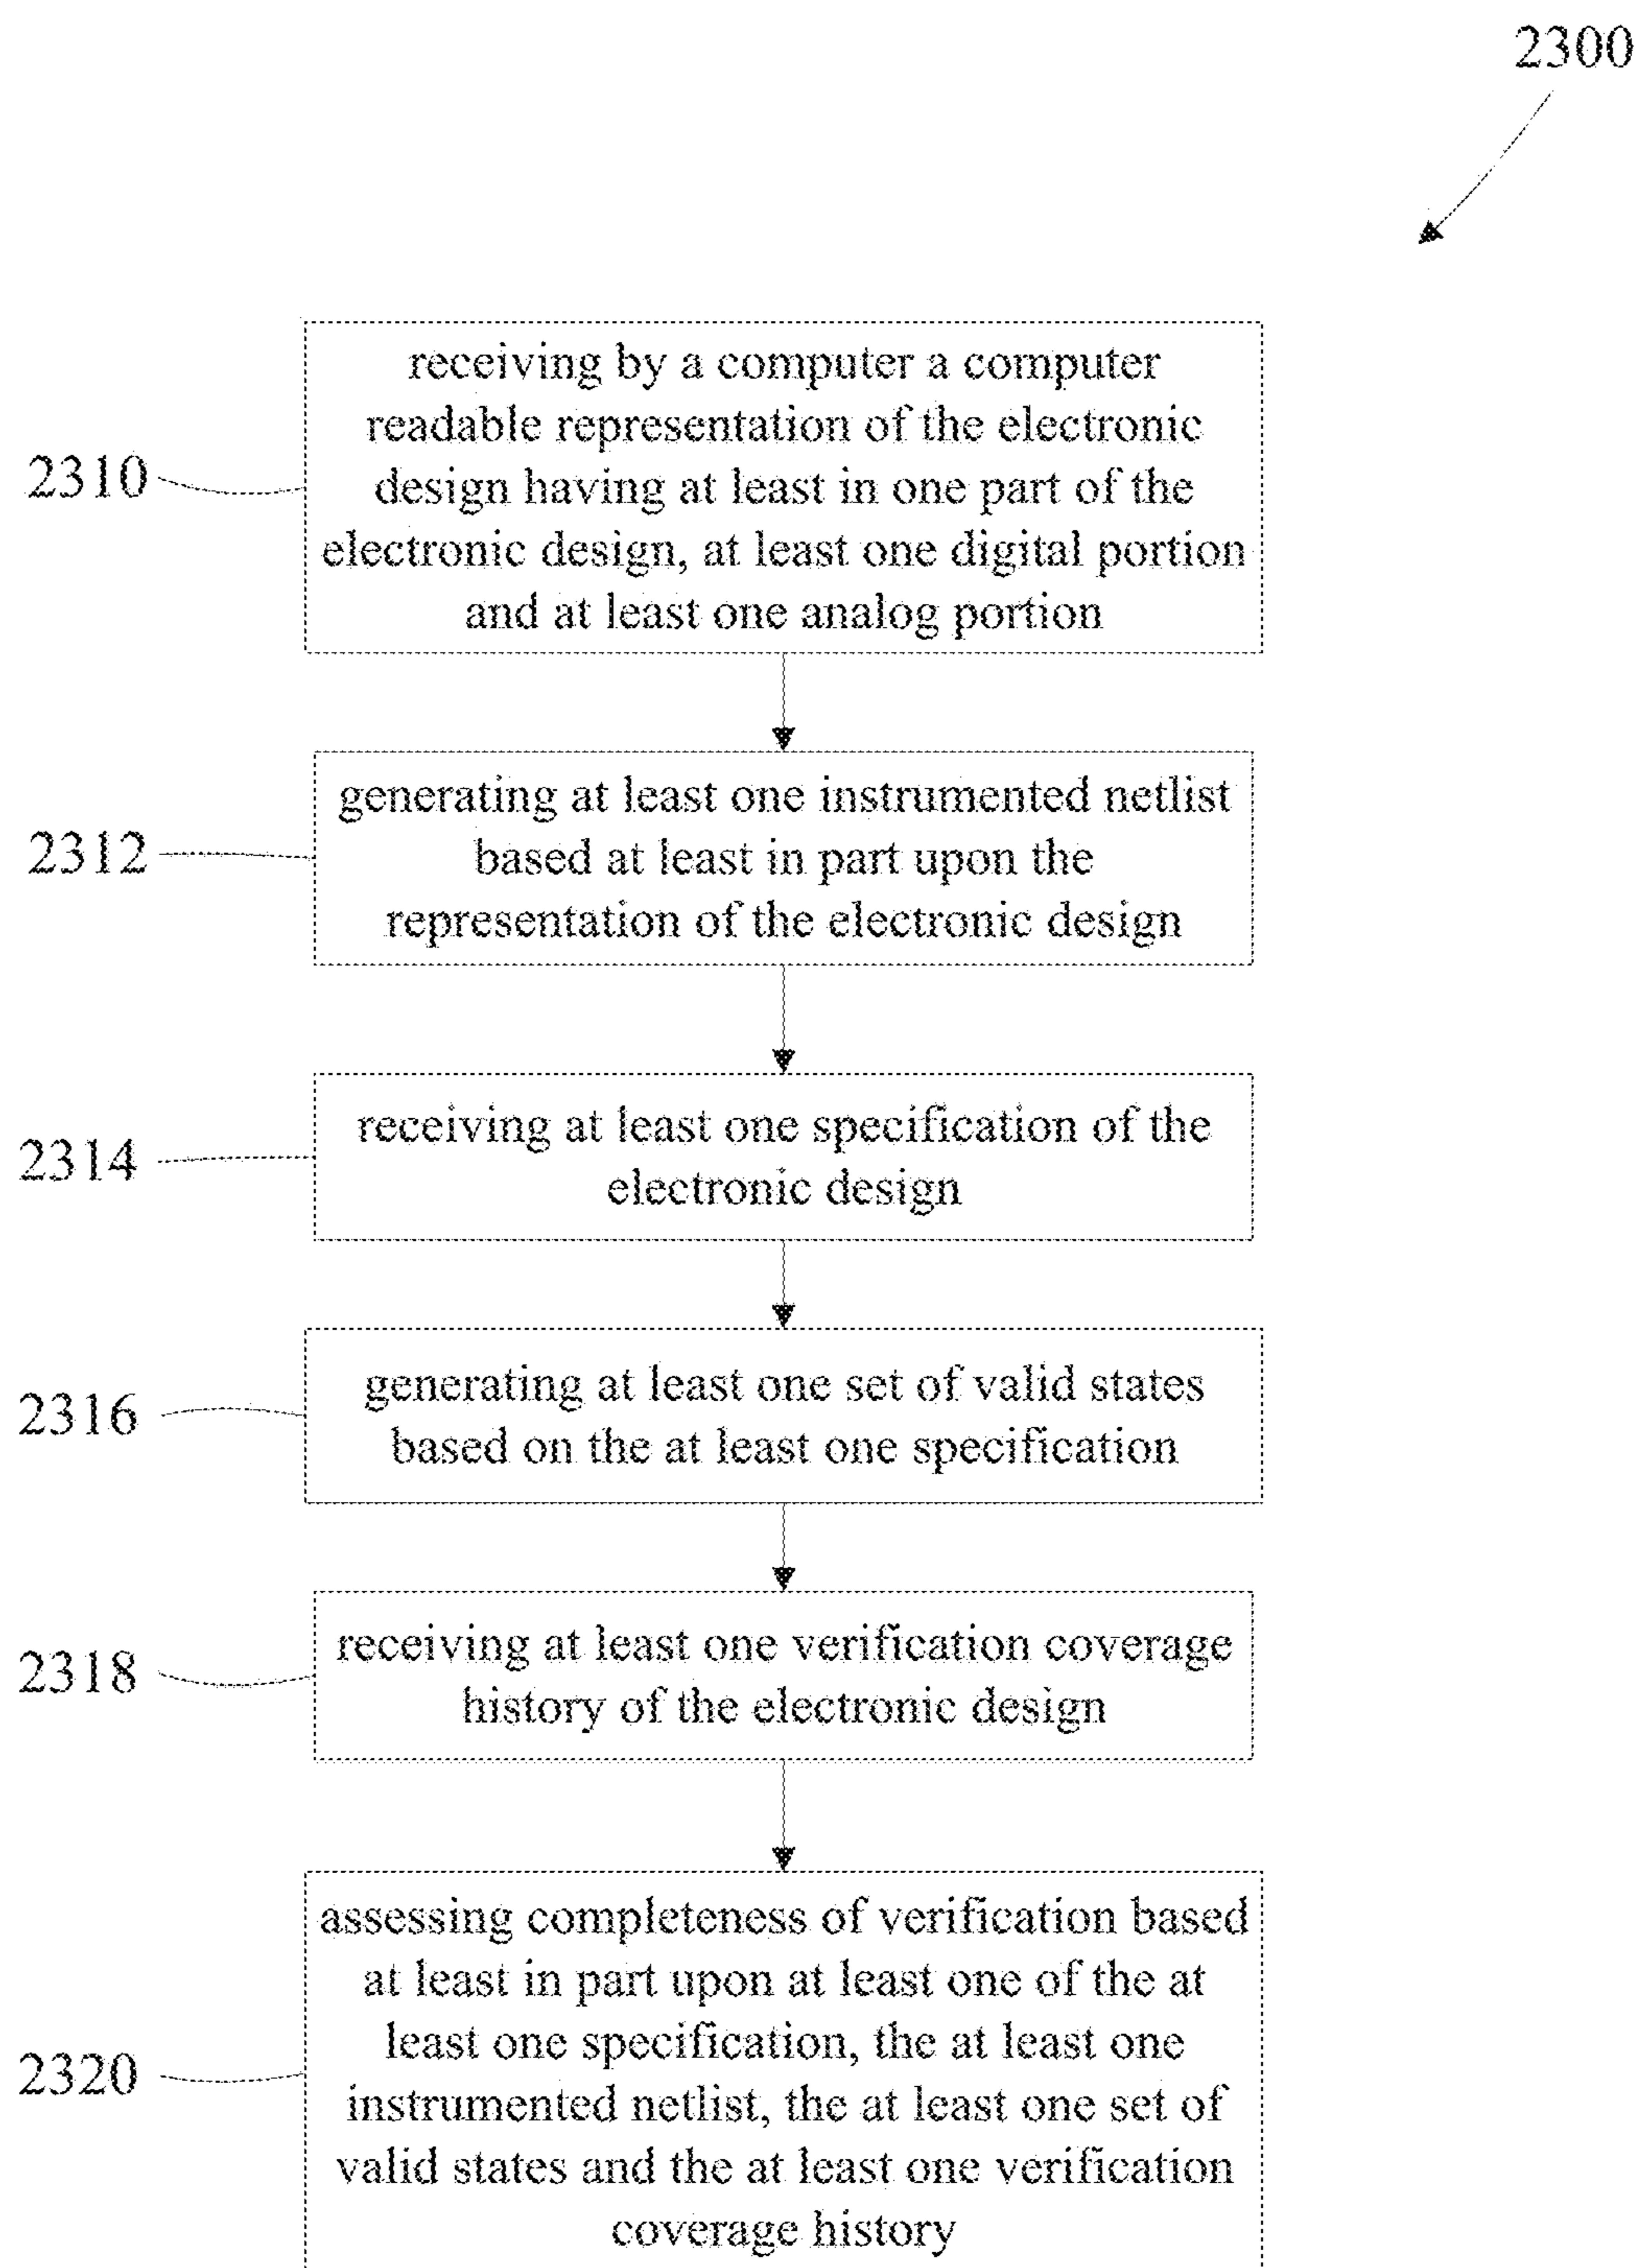 2300
receiving by a computer a computer
readable representation of the electronic
design having at least in one part of the
electronic design, at least one digital portion
and at least one analog portion
2310
generating at least one instrumented netlist
based at least in part upon the
representation of the electronic design
2312
receiving at least one specification of the
electronic design
2314
generating at least one set of valid states
based on the at least one specification
2316
receiving at least one verification coverage
history of the electronic design
2318
assessing completeness of verification based
at least in part upon at least one of the at
least one specification, the at least one
instrumented netlist, the at least one set of
valid states and the at least one verification
coverage history
2320